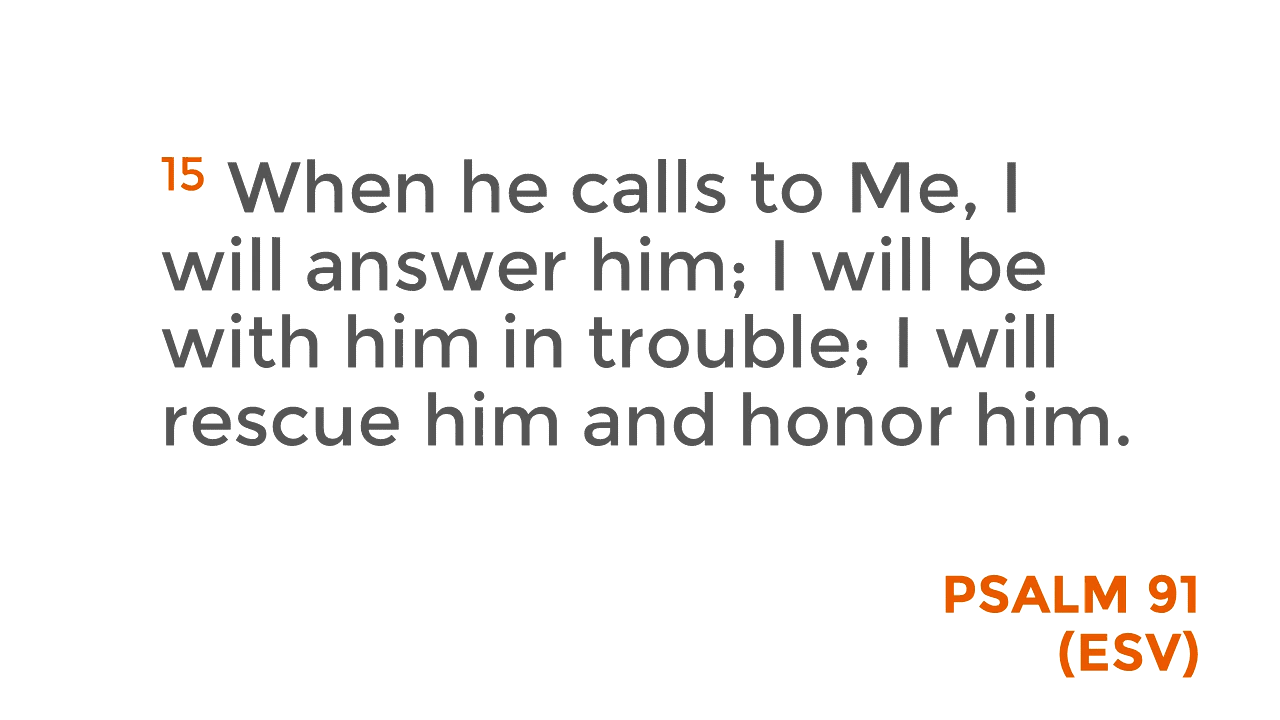 15 When he calls to Me, I
will answer him; I will be
with him in trouble; I will
rescue him and honor him.
PSALM 91
(ESV)